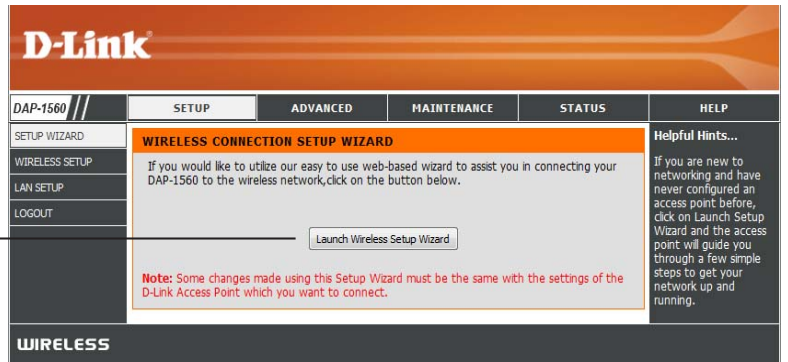 D-Link
DAP-1560
SETUP ADVANCED MAINTENANCE STATUS HELP
SETUP WIZARD
WIRELESS SETUP
LAN SETUP
LOGOUT
WIRELESS CONNECTION SETUP WIZARD
If you would like to utilize our easy to use web-based wizard to assist you in connecting your
DAP-1560 to the wireless network,click on the button below.
Launch Wireless Setup Wizard
Note: Some changes made using this Setup Wizard must be the same with the settings of the
D-Link Access Point which you want to connect.
Helpful Hints...
If you are new to
networking and have
never configured an
access point before,
click on Launch Setup
Wizard and the access
point will guide you
through a few simple
steps to get your
network up and
running.
WIRELESS